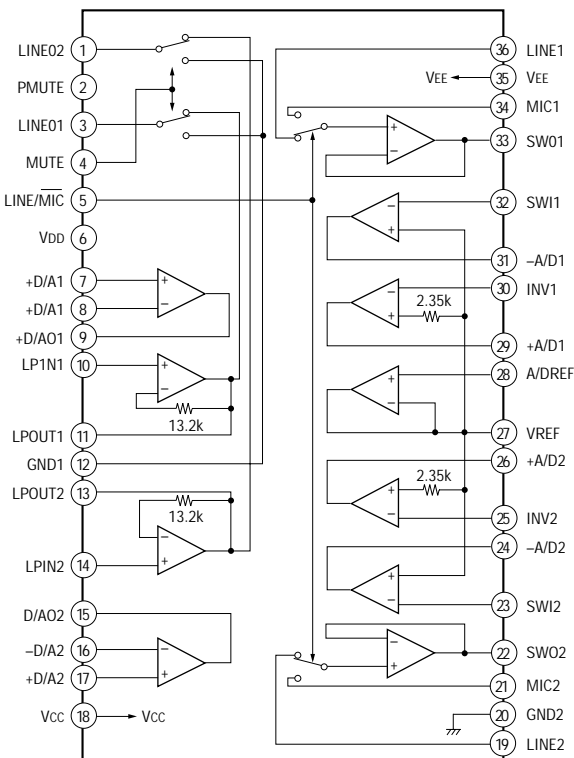 LINE02 1
PMUTE 2
LINE01 3
MUTE 4
LINE/MIC 5
VDD 6
+D/A1 7
+D/A1 8
+D/AO1 9
LP1N1 10
LPOUT1 11
GND1 12
LPOUT2 13
LPIN2 14
D/AO2 15
–D/A2 16
+D/A2 17
VCC 18 VCC
+
–
+
–
13.2k
13.2k
–
+
–
+
36 LINE1
VEE 35 VEE
34 MIC1
33 SW01
32 SWI1
31 –A/D1
30 INV1
29 +A/D1
28 A/DREF
27 VREF
26 +A/D2
25 INV2
24 –A/D2
23 SWI2
22 SWO2
21 MIC2
20 GND2
19 LINE2
+
–
–
+
–
+
2.35k
+
–
+
–
2.35k
+
–
–
+